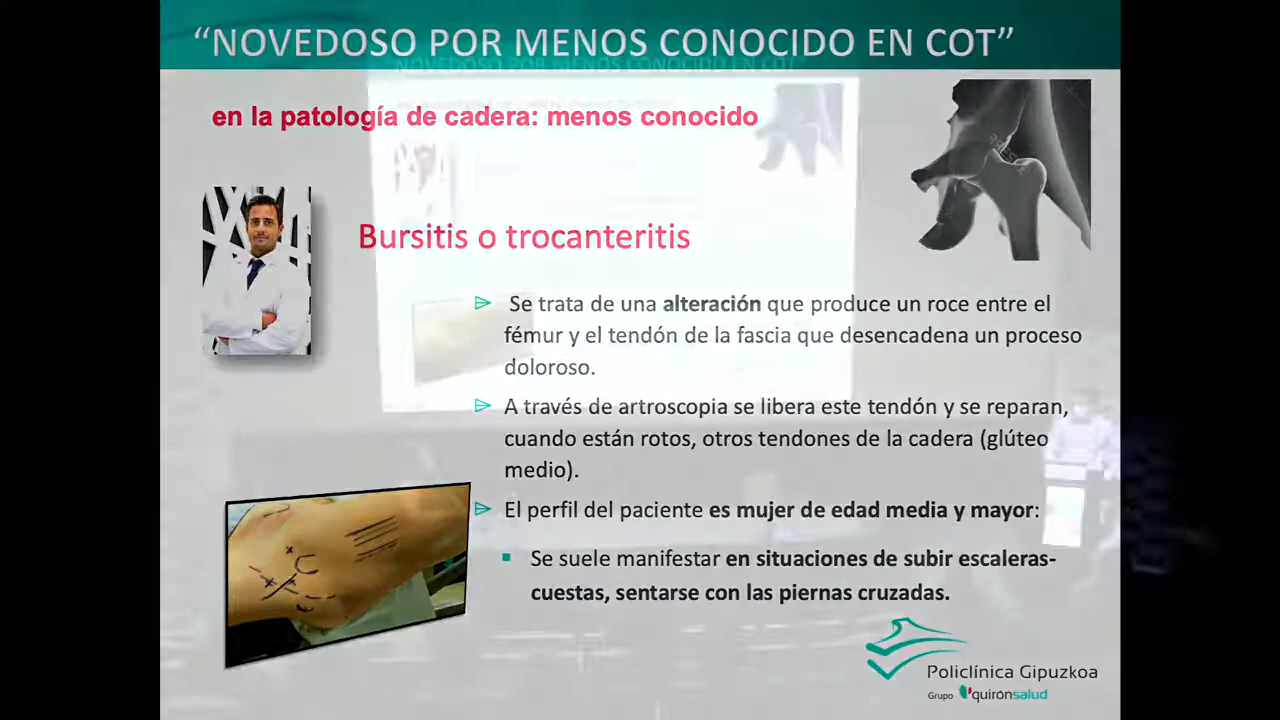 “NOVEDOSO POR MENOS CONOCIDO EN COT”
en la patología de cadera: menos conocido
Bursitis o trocanteritis
Se trata de una alteración que produce un roce entre el
fémur y el tendón de la fascia que desencadena un proceso
doloroso.
A través de artroscopia se libera este tendón y se reparan,
cuando están rotos, otros tendones de la cadera (glúteo
medio).
El perfil del paciente es mujer de edad media y mayor:
Se suele manifestar en situaciones de subir escaleras-
cuestas, sentarse con las piernas cruzadas.
Policlínica Gipuzkoa
Grupo quironsalud